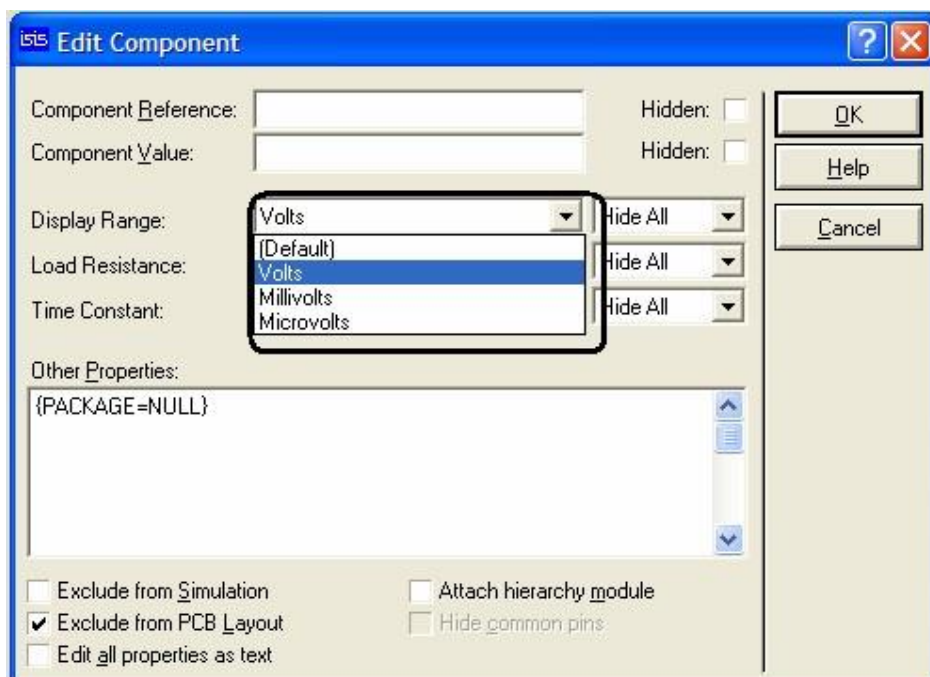 isis Edit Component
Component Reference: Hidden: OK
Component Value: Hidden: Help
Display Range: Volts Hide All Cancel
(Default)
Load Resistance: Volts Hide All
Millivolts
Time Constant: Microvolts Hide All
Other Properties:
{PACKAGE=NULL}
Exclude from Simulation Attach hierarchy module
Exclude from PCB Layout Hide common pins
Edit all properties as text